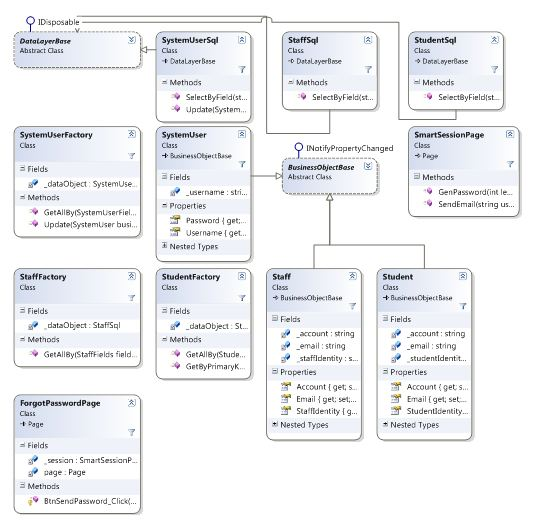 IDisposable
DataLayerBase
Abstract Class
SystemUserSql
Class
DataLayerBase
Methods
SelectByField(st...
Update(System...
StaffSql
Class
DataLayerBase
Methods
SelectByField(st...
StudentSql
Class
DataLayerBase
Methods
SelectByField(st...
SystemUserFactory
Class
Fields
_dataObject : SystemUse...
Methods
GetAllBy(SystemUserFiel...
Update(SystemUser busi...
SystemUser
Class
BusinessObjectBase
Fields
_username : stri...
Properties
Password { get;...
Username { get;...
Nested Types
INotifyPropertyChanged
BusinessObjectBase
Abstract Class
SmartSessionPage
Class
Page
Methods
GenPassword(int le...
SendEmail(string us...
StaffFactory
Class
Fields
_dataObject : StaffSql
Methods
GetAllBy(StaffFields field...
StudentFactory
Class
Fields
_dataObject : St...
Methods
GetAllBy(Stude...
GetByPrimaryK...
Staff
Class
BusinessObjectBase
Fields
_account : string
_email : string
_staffIdentity : s...
Properties
Account { get; s...
Email { get; set;...
StaffIdentity { g...
Nested Types
Student
Class
BusinessObjectBase
Fields
_account : string
_email : string
_studentIdentit...
Properties
Account { get; s...
Email { get; set;...
StudentIdentity...
Nested Types
ForgotPasswordPage
Class
Page
Fields
_session : SmartSessionP...
page : Page
Methods
BtnSendPassword_Click(...